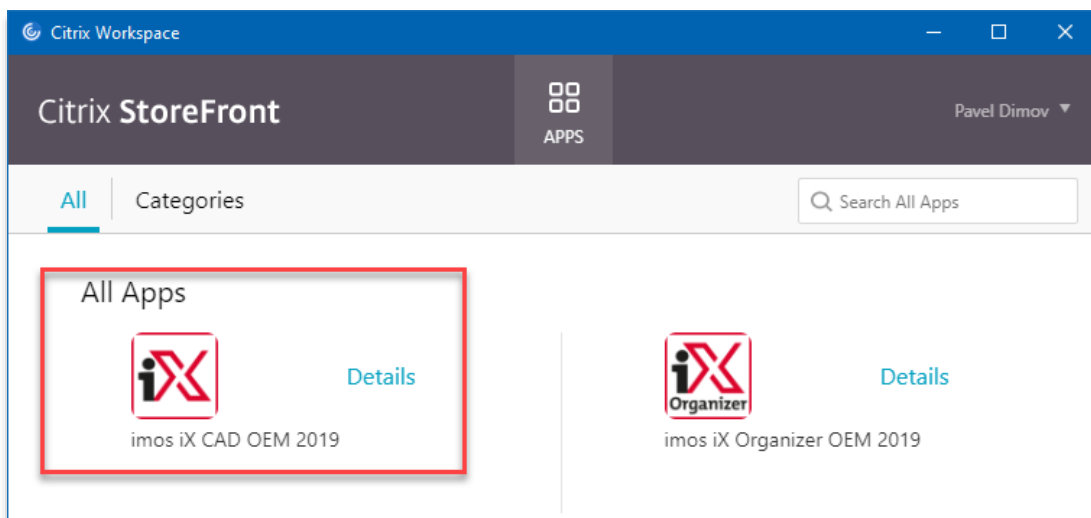 Citrix Workspace
Citrix StoreFront
APPS
Pavel Dimov
All
Categories
Search All Apps
All Apps
iX
Details
imos iX CAD OEM 2019
iX
Organizer
Details
imos iX Organizer OEM 2019